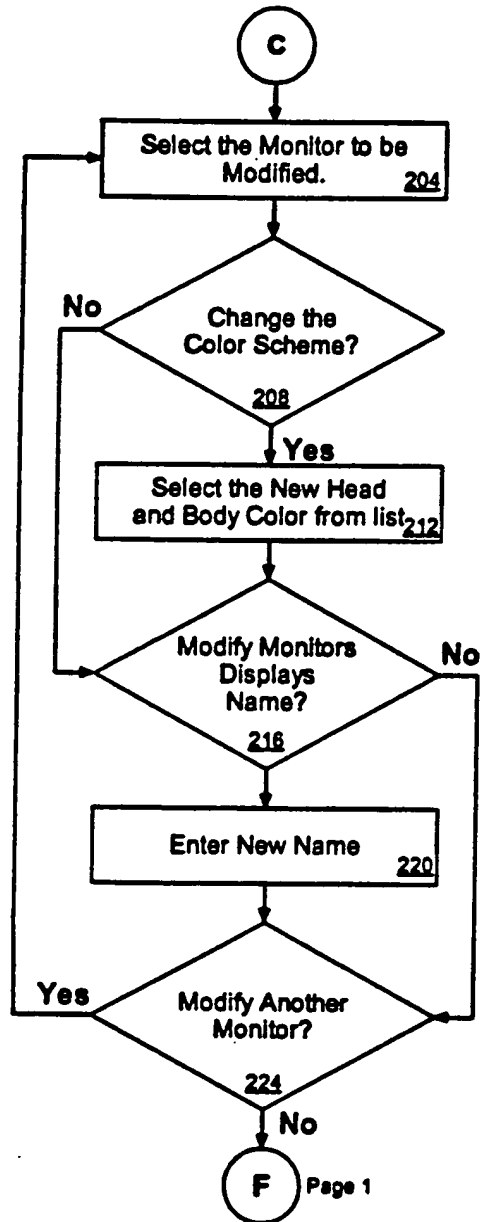 C
Select the Monitor to be
Modified.
204
No
Change the
Color Scheme?
208
Yes
Select the New Head
and Body Color from list
212
Modify Monitors
Displays
Name?
No
216
Enter New Name
220
Yes
Modify Another
Monitor?
224
No
F
Page 1